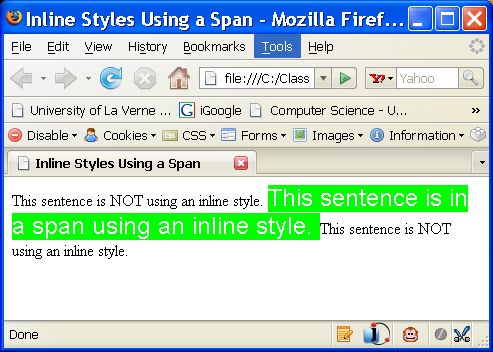 Inline Styles Using a Span - Mozilla Firef...
File Edit View History Bookmarks Tools Help
file:///C:/Class Y! Yahoo
University of La Verne ... G iGoogle Computer Science - U... »
Disable Cookies CSS Forms Images Information
Inline Styles Using a Span
This sentence is NOT using an inline style. This sentence is in
a span using an inline style. This sentence is NOT
using an inline style.
Done